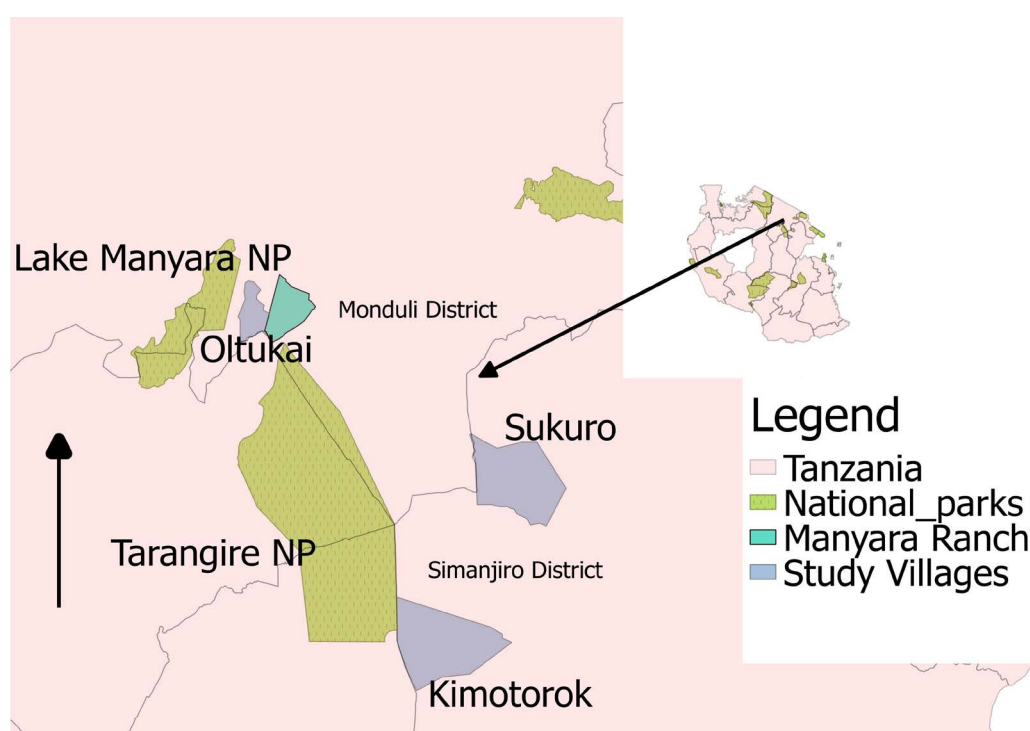 Lake Manyara NP
Monduli District
Oltukai
Sukuro
Tarangire NP
Simanjiro District
Kimotorok
Legend
Tanzania
National_parks
Manyara Ranch
Study Villages